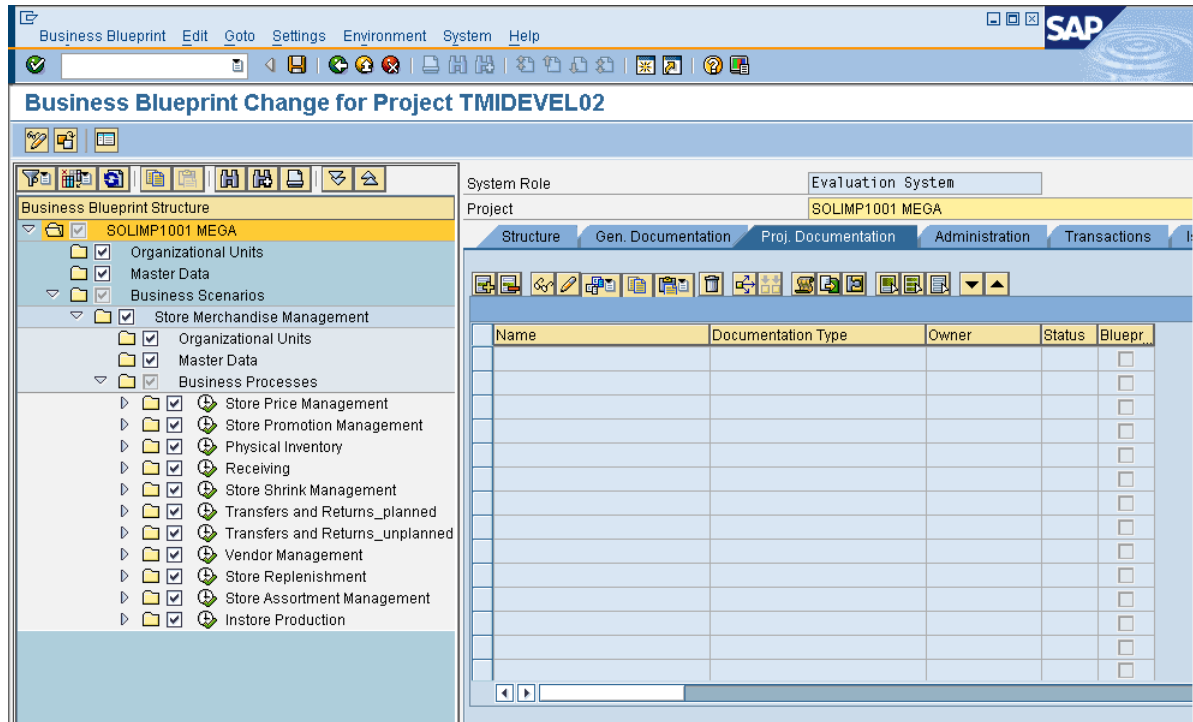 Business Blueprint Edit Goto Settings Environment System Help
SAP
Business Blueprint Change for Project TMIDEVEL02
System Role Evaluation System
Business Blueprint Structure
Project SOLIMP1001 MEGA
SOLIMP1001 MEGA
Structure Gen. Documentation Proj. Documentation Administration Transactions
Organizational Units
Master Data
Business Scenarios
Store Merchandise Management
Name Documentation Type Owner Status Bluepr...
Organizational Units
Master Data
Business Processes
Store Price Management
Store Promotion Management
Physical Inventory
Receiving
Store Shrink Management
Transfers and Returns_planned
Transfers and Returns_unplanned
Vendor Management
Store Replenishment
Store Assortment Management
Instore Production